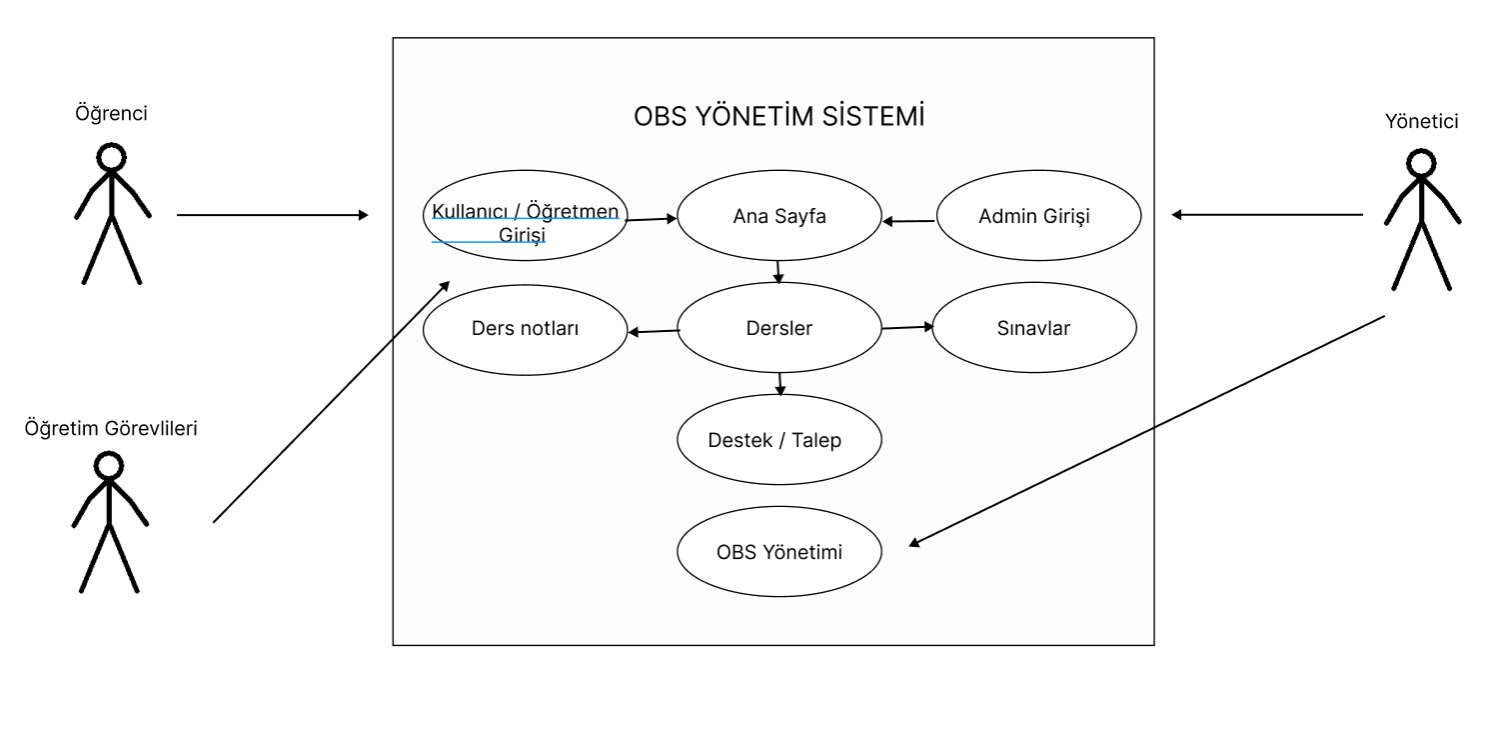 OBS YÖNETİM SİSTEMİ
Öğrenci
Yönetici
Kullanıcı / Öğretmen
Girişi
Ana Sayfa
Admin Girişi
Ders notları
Dersler
Sınavlar
Öğretim Görevlileri
Destek / Talep
OBS Yönetimi